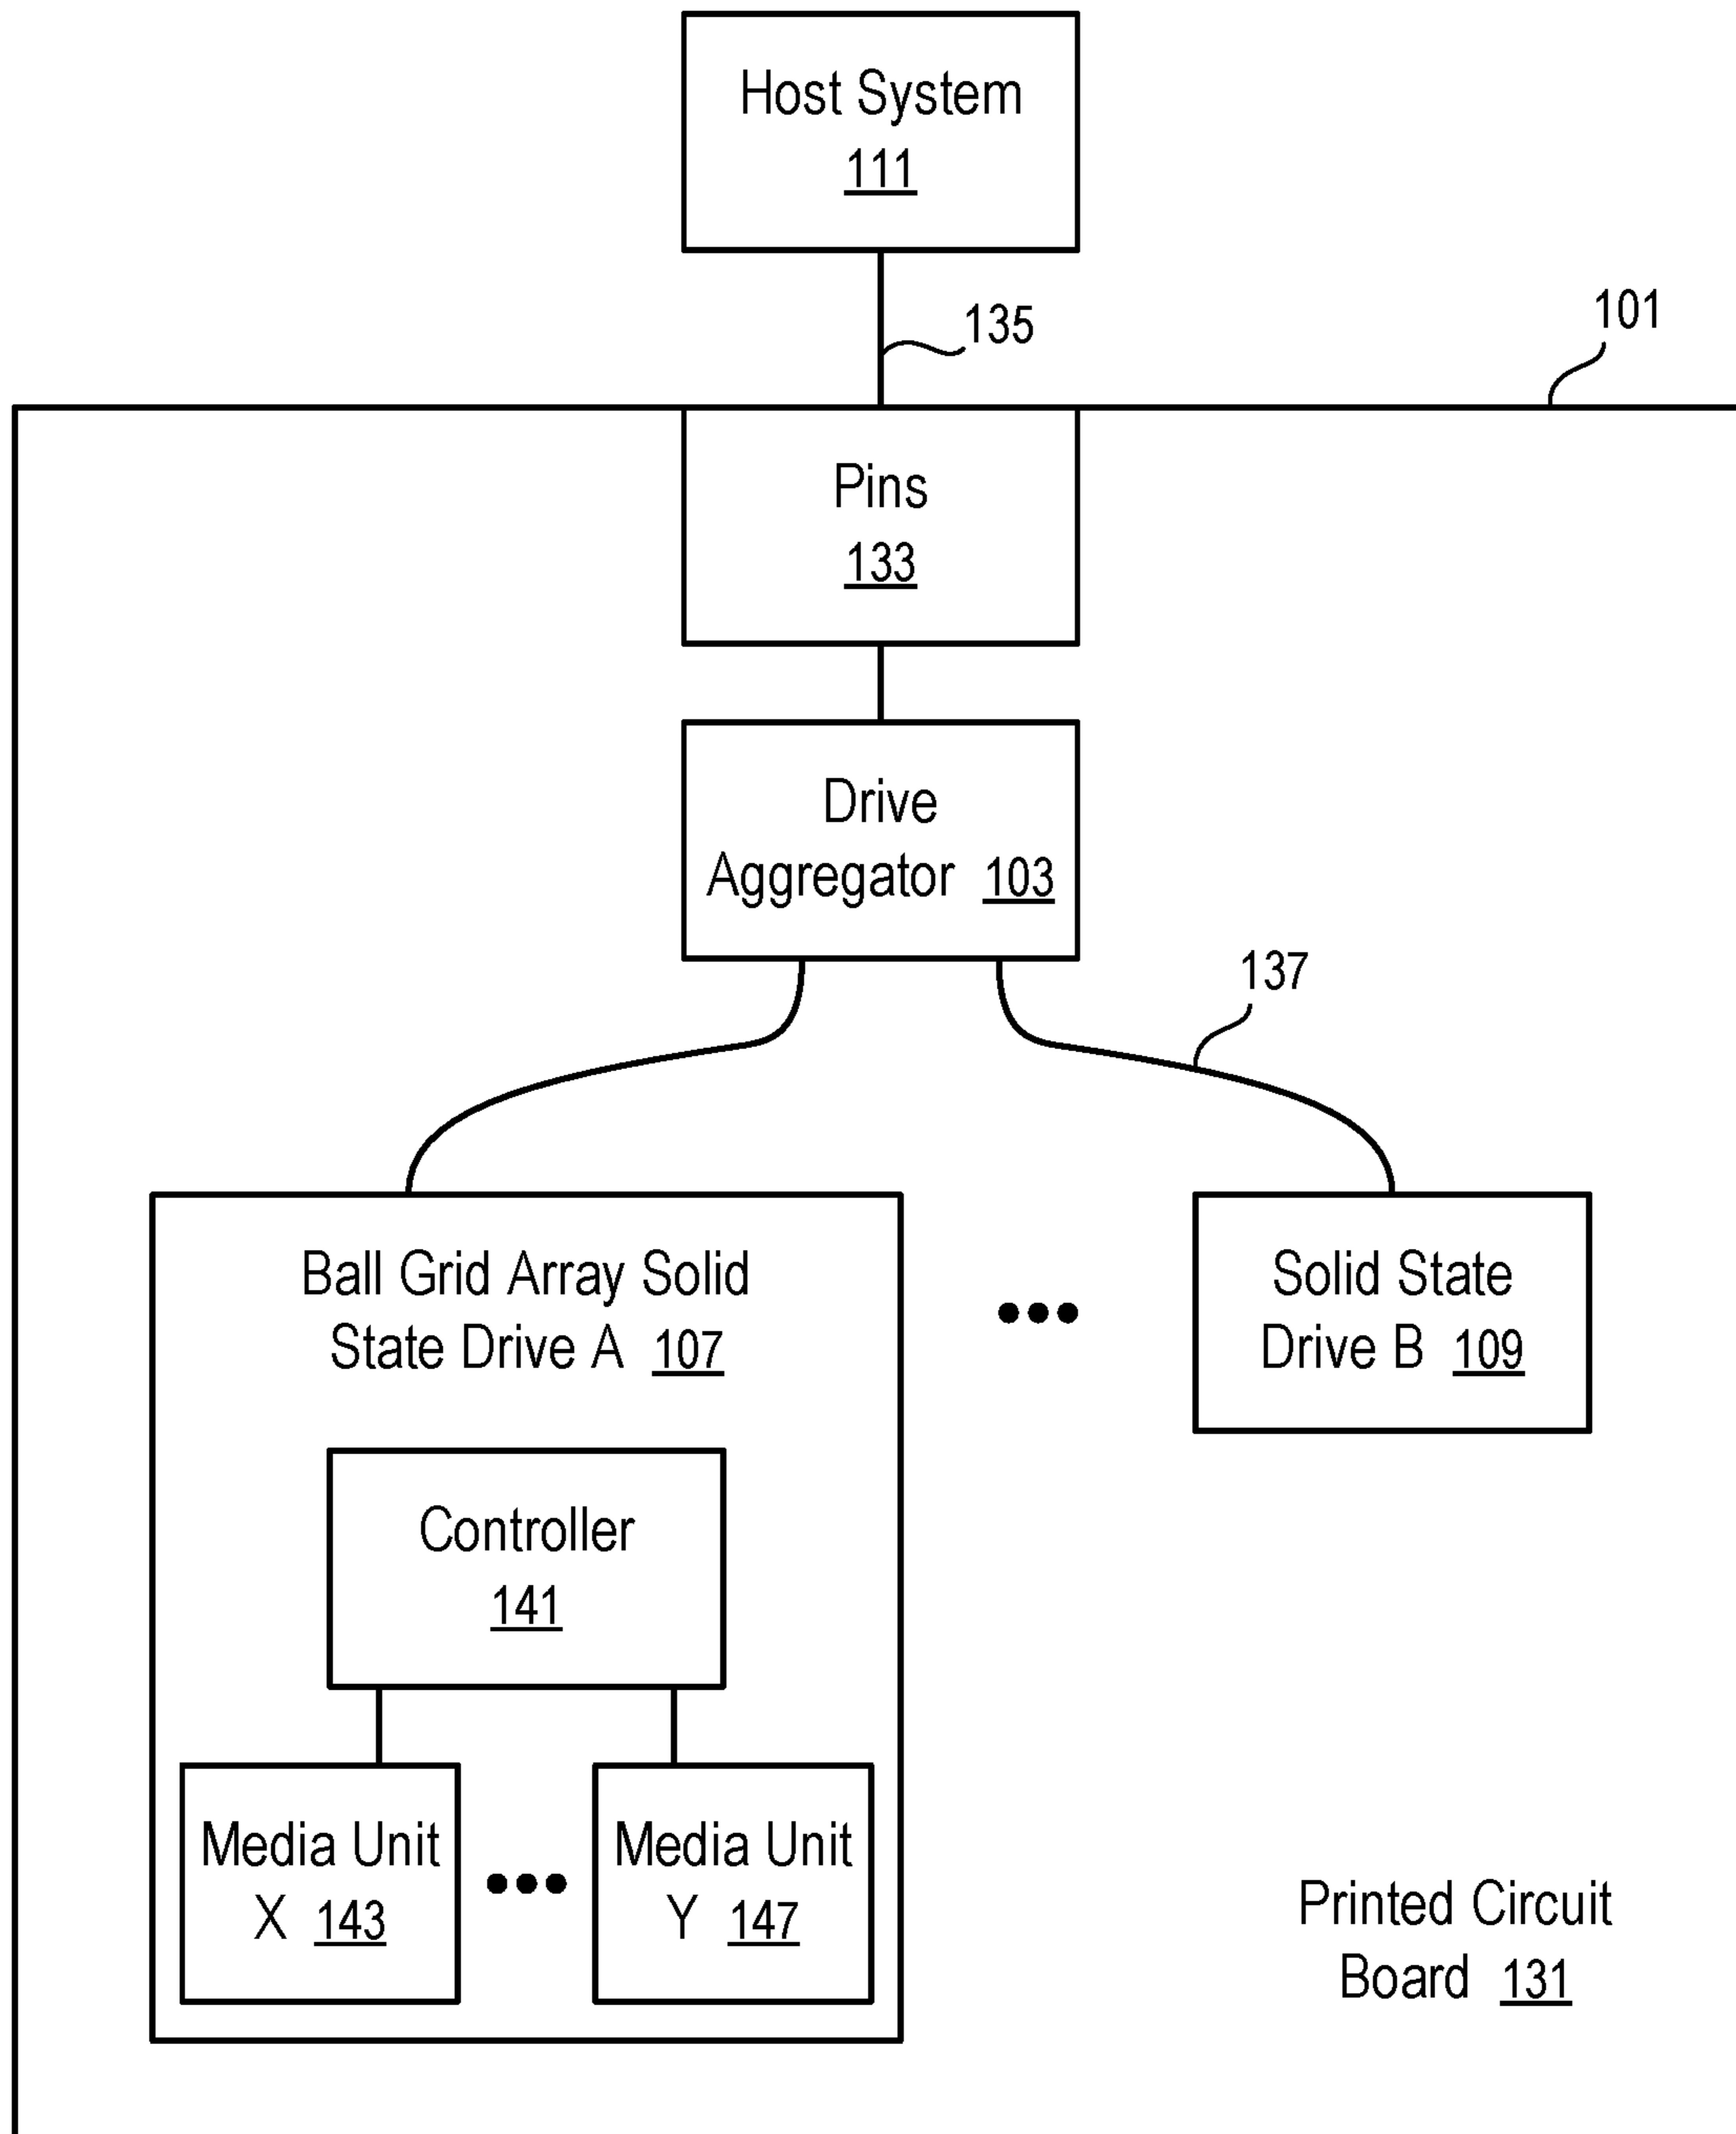 Host System
111
135
101
Pins
133
Drive
Aggregator 103
137
Ball Grid Array Solid
State Drive A 107
Solid State
Drive B 109
Controller
141
Media Unit
X 143
Media Unit
Y 147
Printed Circuit
Board 131